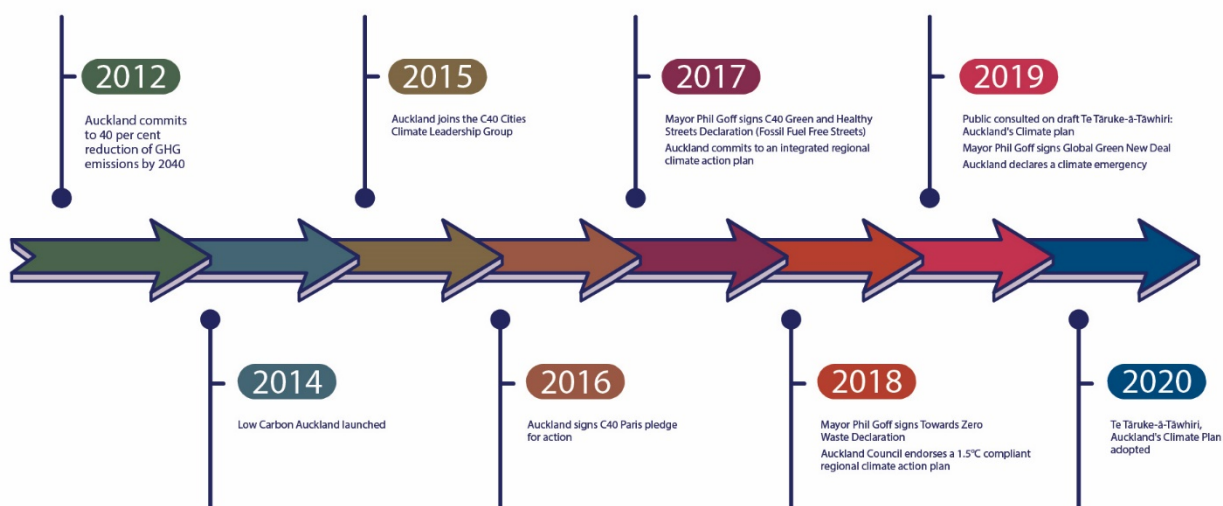 2012
Auckland commits
to 40 per cent
reduction of GHG
emissions by 2040
2015
Auckland joins the C40 Cities
Climate Leadership Group
2017
Mayor Phil Goff signs C40 Green and Healthy
Streets Declaration (Fossil Fuel Free Streets)
Auckland commits to an integrated regional
climate action plan
2019
Public consulted on draft Te Tāruke-ā-Tāwhiri:
Auckland's Climate plan
Mayor Phil Goff signs Global Green New Deal
Auckland declares a climate emergency
2014
Low Carbon Auckland launched
2016
Auckland signs C40 Paris pledge
for action
2018
Mayor Phil Goff signs Towards Zero
Waste Declaration
Auckland Council endorses a 1.5°C compliant
regional climate action plan
2020
Te Tāruke-ā-Tāwhiri,
Auckland's Climate Plan
adopted